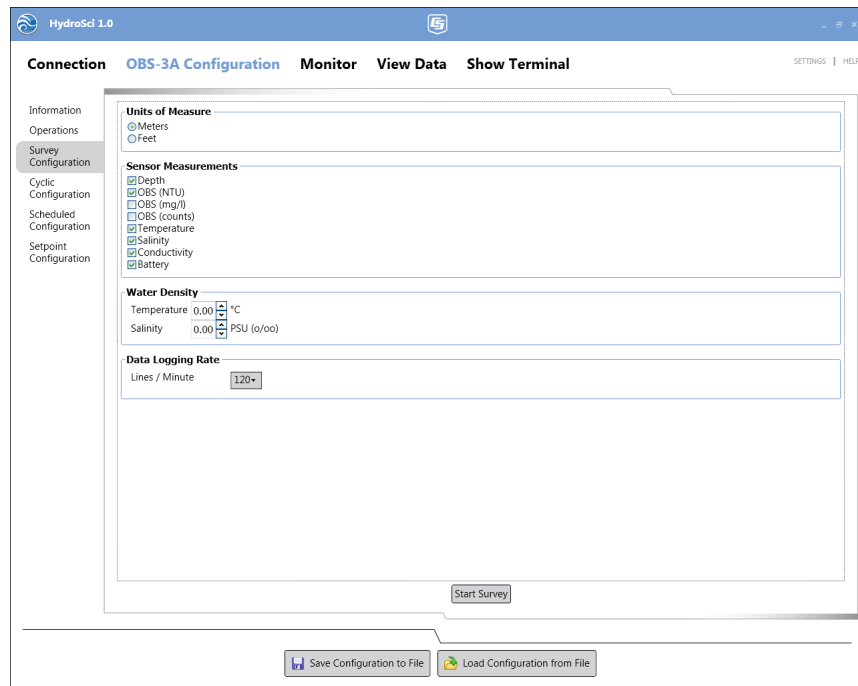 HydroSci 1.0
Connection OBS-3A Configuration Monitor View Data Show Terminal
SETTINGS | HELP
Information
Operations
Survey
Configuration
Cyclic
Configuration
Scheduled
Configuration
Setpoint
Configuration
Units of Measure
Meters
Feet
Sensor Measurements
Depth
OBS (NTU)
OBS (mg/l)
OBS (counts)
Temperature
Salinity
Conductivity
Battery
Water Density
Temperature 0.00 °C
Salinity 0.00 PSU (o/oo)
Data Logging Rate
Lines / Minute 120
Start Survey
Save Configuration to File Load Configuration from File